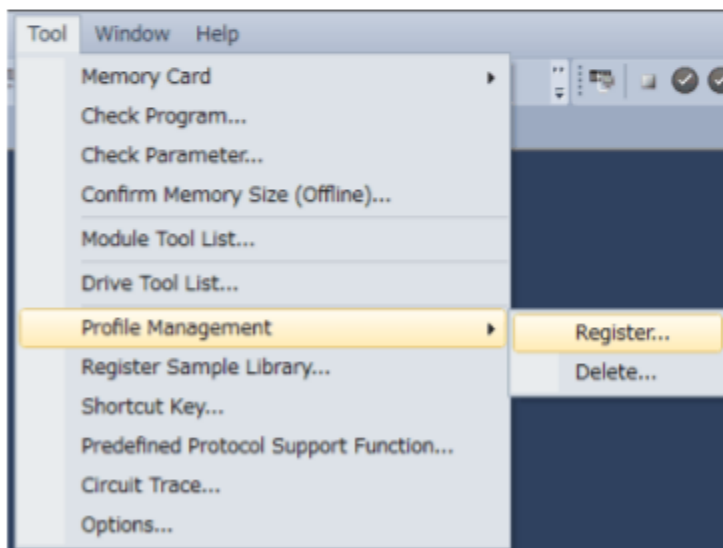 Tool Window Help
Memory Card
Check Program...
Check Parameter...
Confirm Memory Size (Offline)...
Module Tool List...
Drive Tool List...
Profile Management
Register...
Register Sample Library...
Delete...
Shortcut Key...
Predefined Protocol Support Function...
Circuit Trace...
Options...